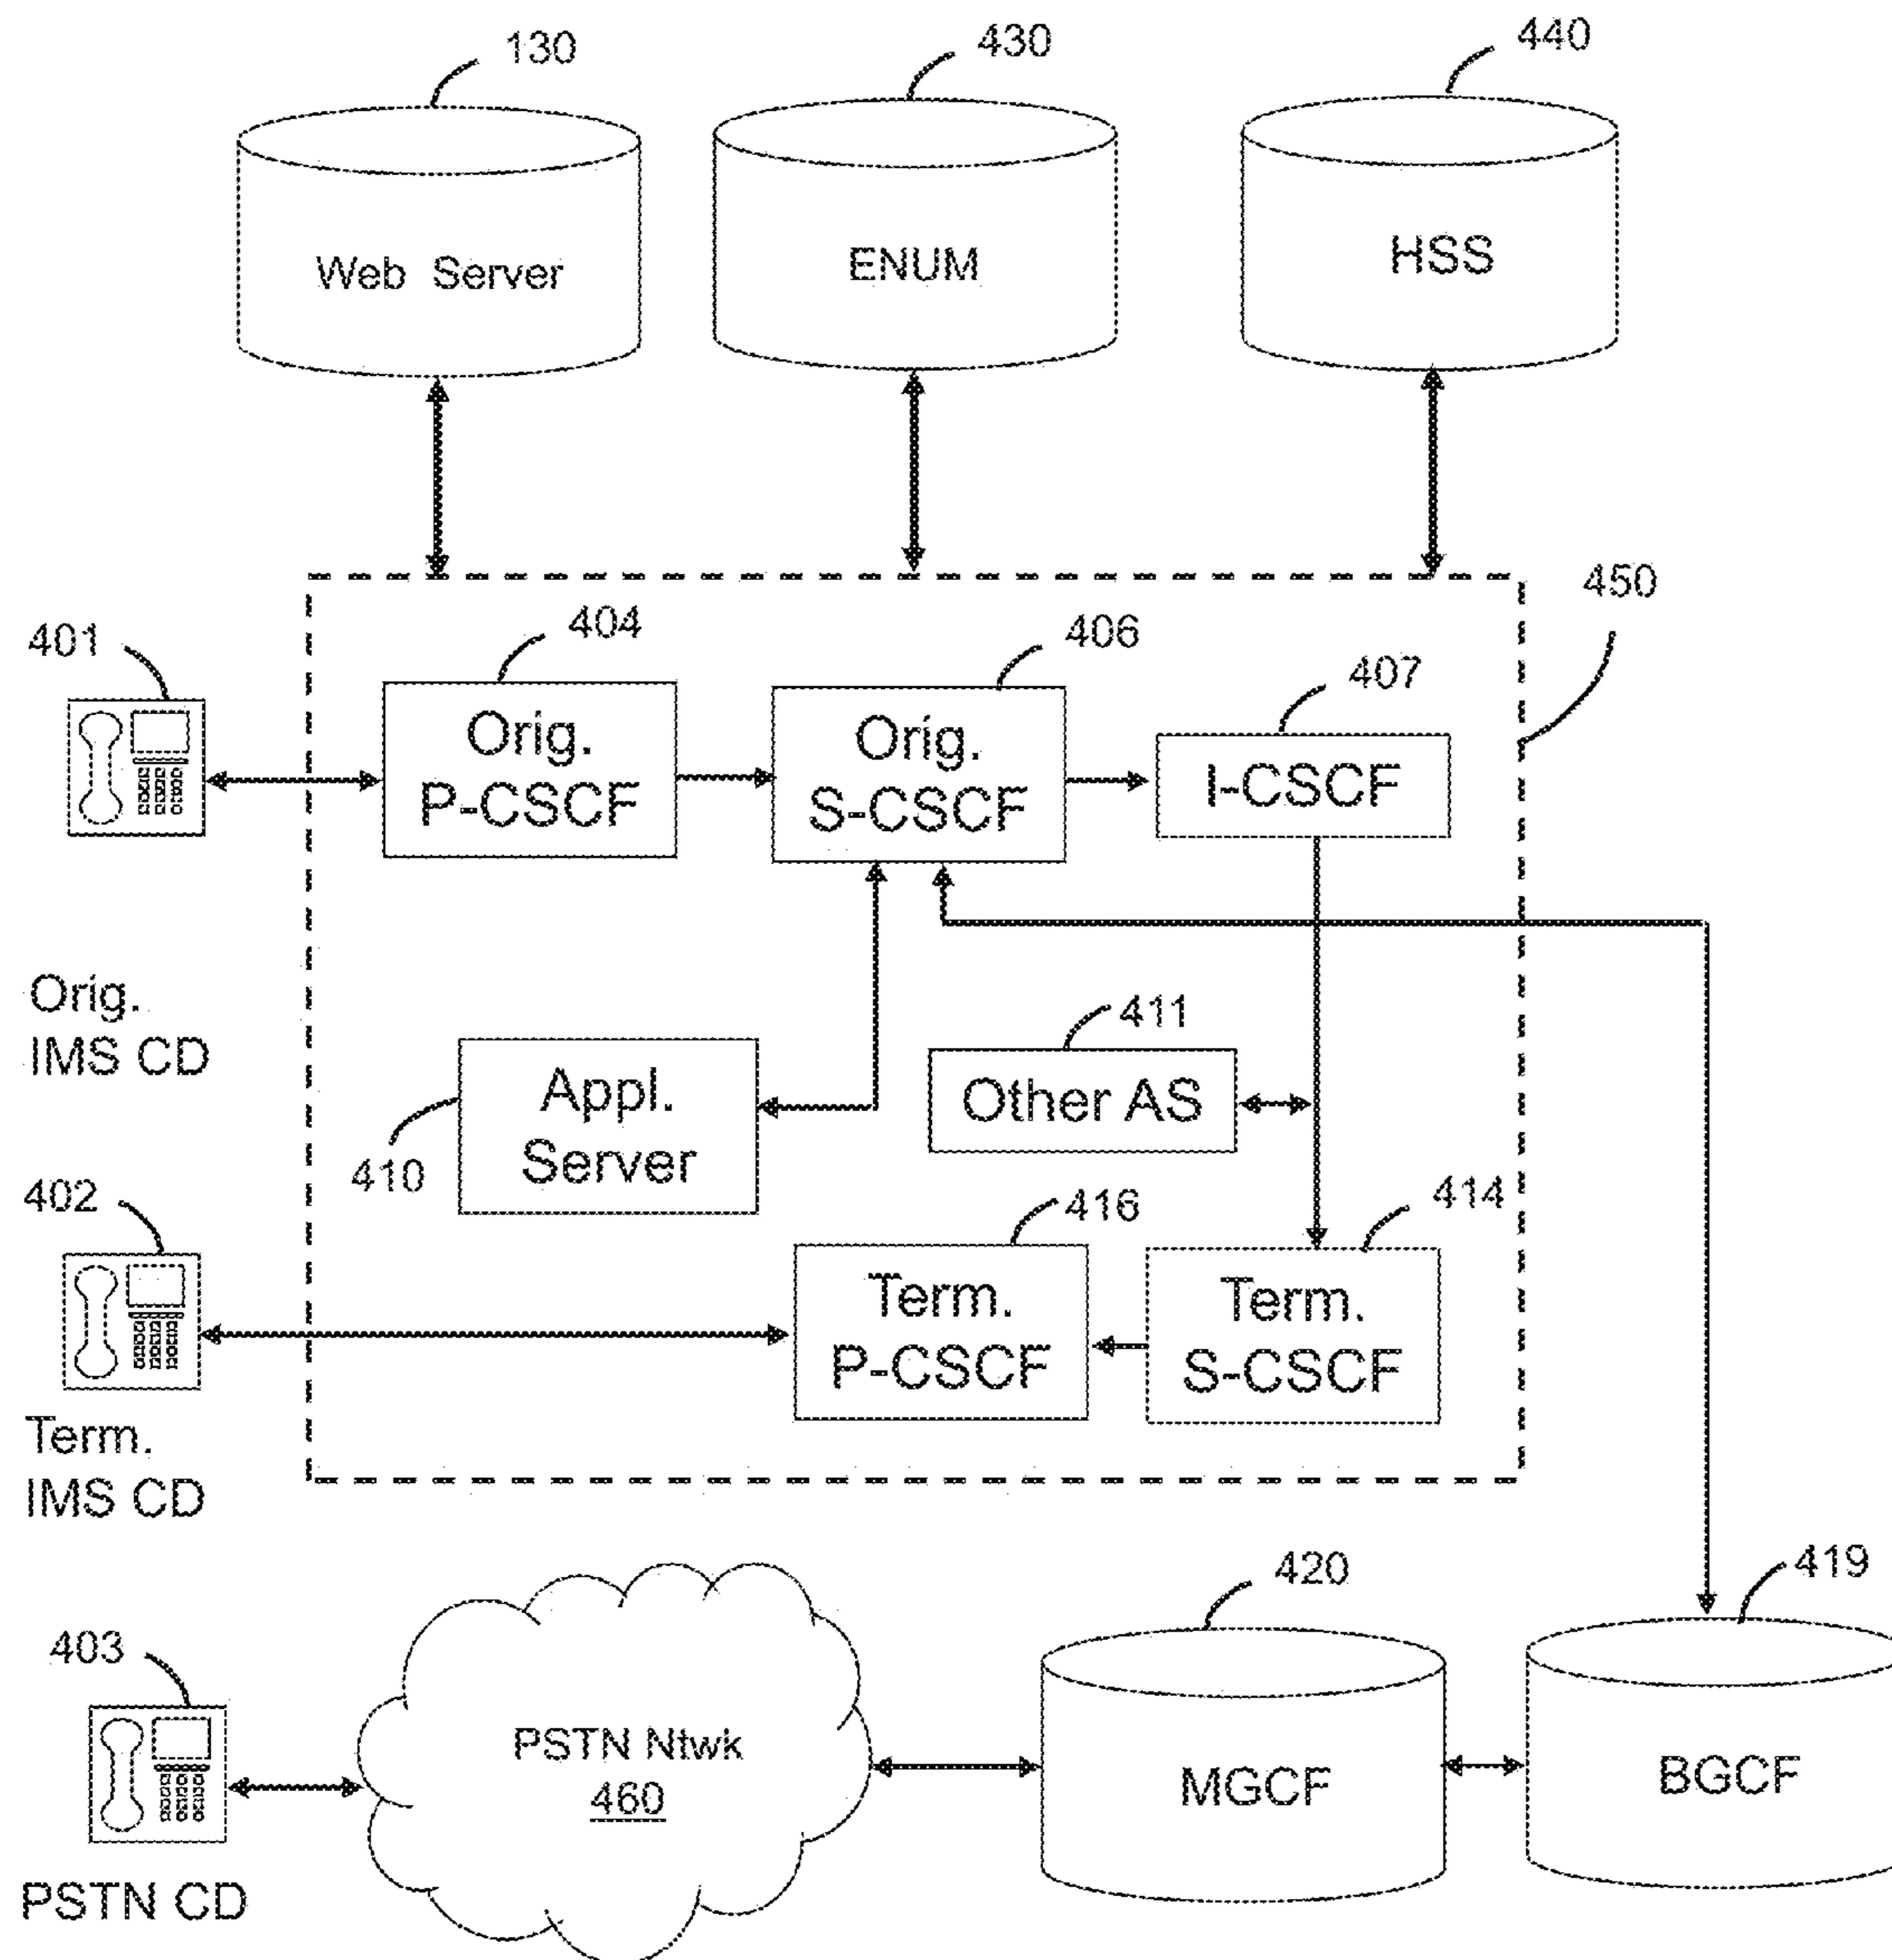 130
430
440
Web Server
ENUM
HSS
450
401
404
406
407
Orig.
P-CSCF
Orig.
S-CSCF
I-CSCF
Orig.
IMS CD
411
Other AS
Appl.
Server
410
402
416
414
Term.
P-CSCF
Term.
S-CSCF
Term.
IMS CD
420
419
403
PSTN Ntwk
460
MGCF
BGCF
PSTN CD